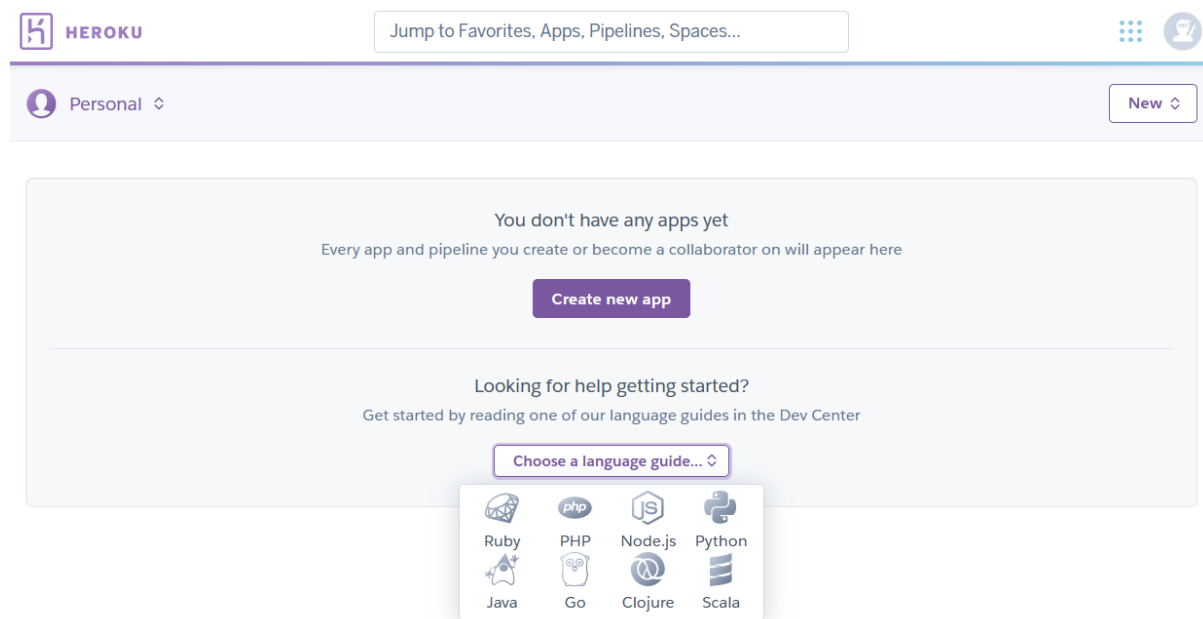 HEROKU
Jump to Favorites, Apps, Pipelines, Spaces...
Personal
New
You don't have any apps yet
Every app and pipeline you create or become a collaborator on will appear here
Create new app
Looking for help getting started?
Get started by reading one of our language guides in the Dev Center
Choose a language guide...
php
JS
Ruby PHP Node.js Python
Java Go Clojure Scala